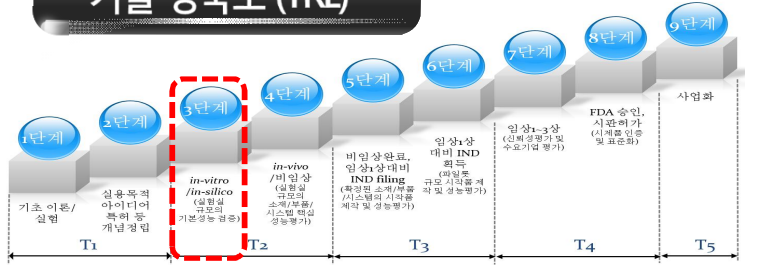 기술 성숙도 (TRL)
1단계
2단계
3단계
4단계
5단계
6단계
7단계
8단계
9단계
기초 이론/
실험
실용목적
아이디어
특허 등
개념정립
in-vitro
/in-silico
(실험실
규모의
기본성능 검증)
in-vivo
/비임상
(실험실
규모의
소재/부품/
시스템 핵심
성능평가)
비임상완료,
임상1상대비
IND filing
(확정된 소재/부품
/시스템의 시작품
제작 및 성능평가)
임상1상
대비 IND
획득
(파일롯
규모 시작품 제
작 및 성능평가)
임상1~3상
(신뢰성평가 및
수요기업 평가)
FDA 승인,
시판허가
(시제품 인증
및 표준화)
사업화
T1
T2
T3
T4
T5